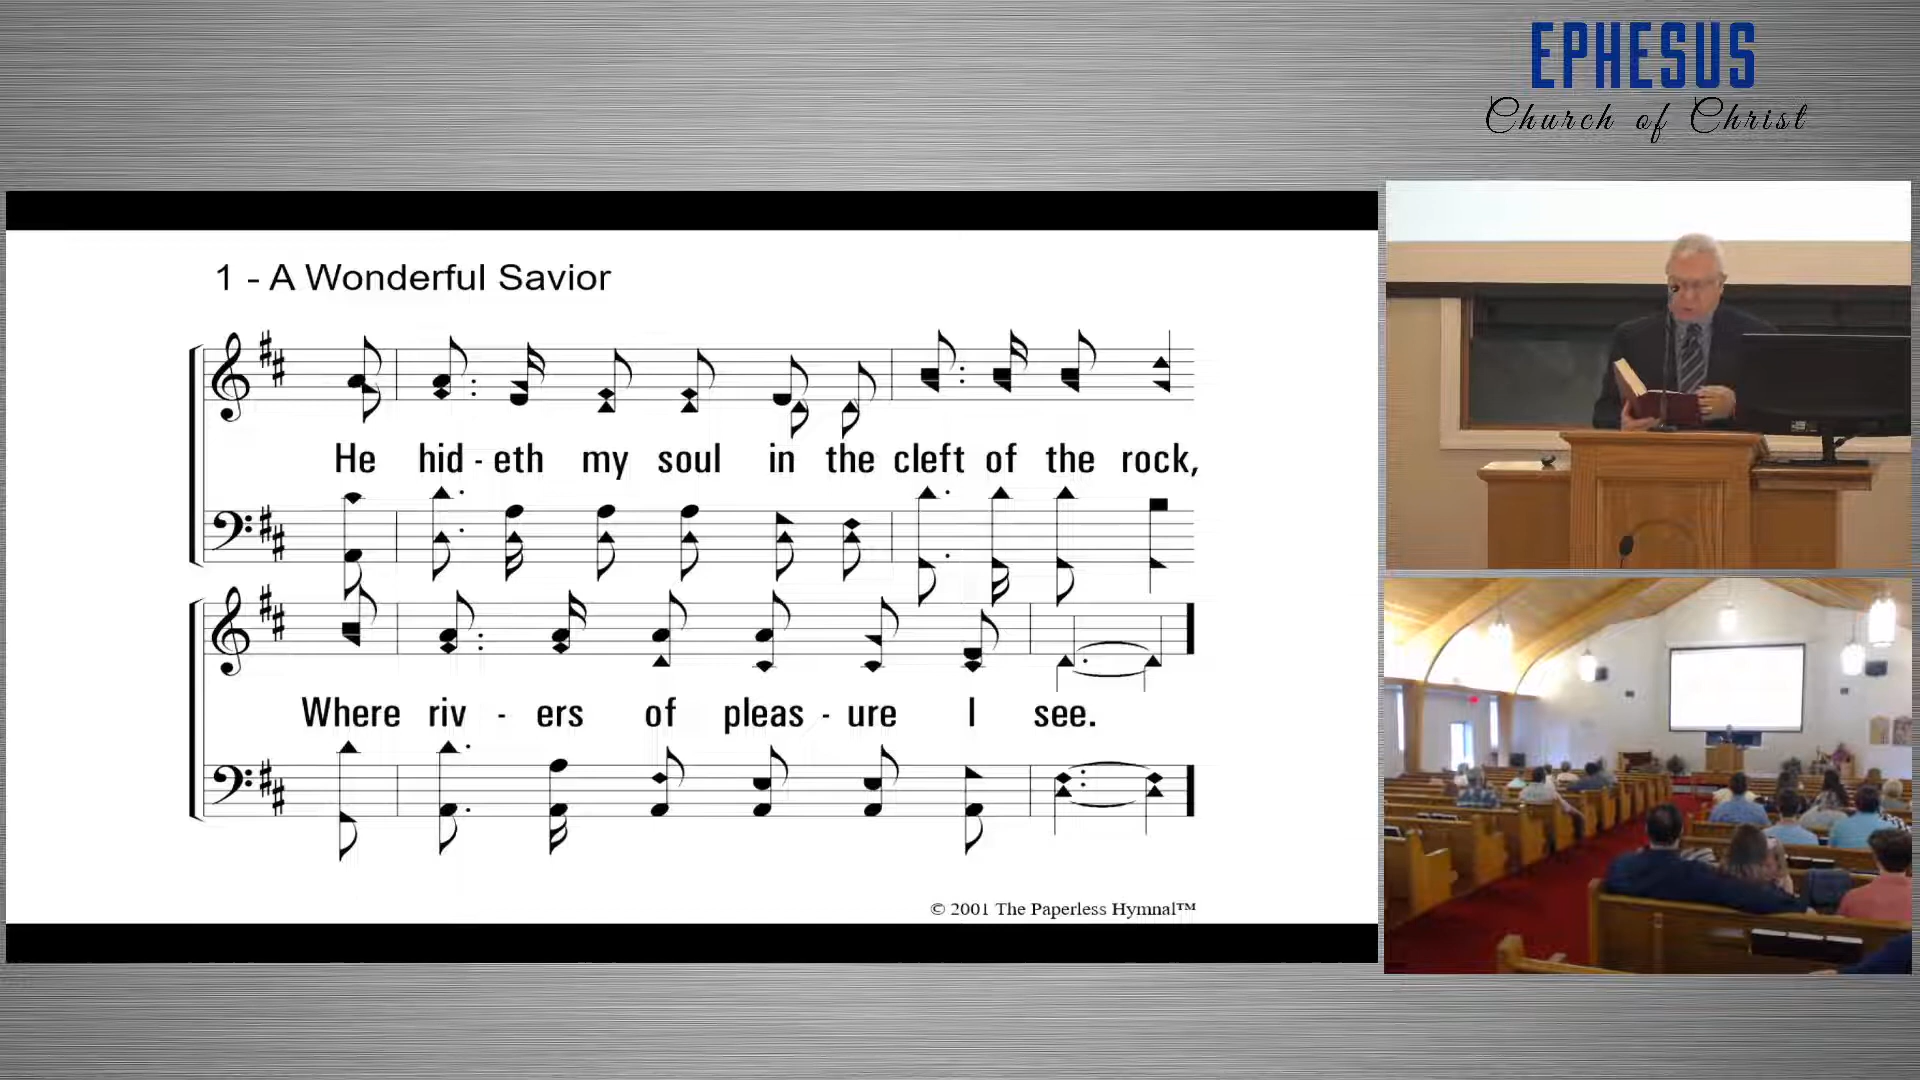 EPHESUS
Church of Christ
1 - A Wonderful Savior
He hid - eth my soul in the cleft of the rock,
Where riv - ers of pleas - ure I see.
© 2001 The Paperless Hymnal™